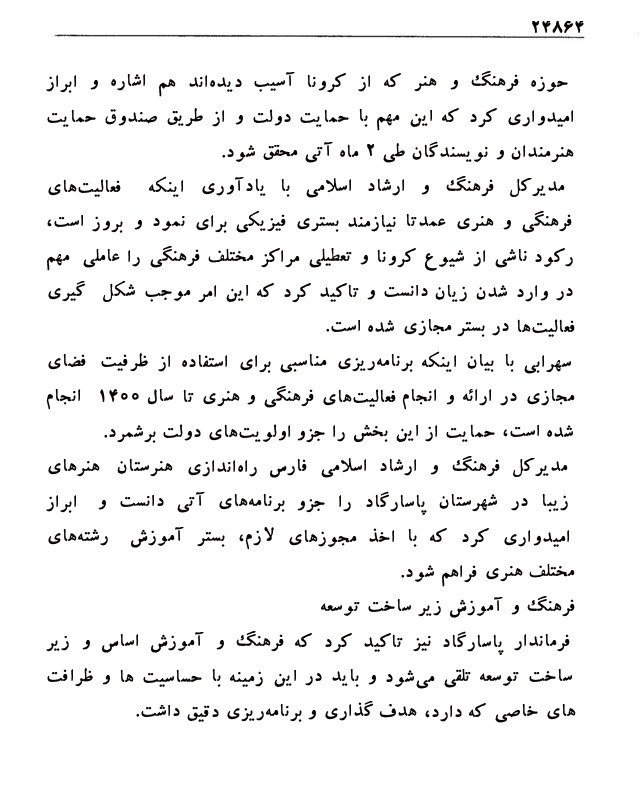 ۲۴۸۶۴
حوزه فرهنگ و هنر که از کرونا آسیب دیده‌اند هم اشاره و ابراز
امیدواری کرد که این مهم با حمایت دولت و از طریق صندوق حمایت
هنرمندان و نویسندگان طی ۲ ماه آتی محقق شود.
مدیرکل فرهنگ و ارشاد اسلامی با یادآوری اینکه فعالیت‌های
فرهنگی و هنری عمدتا نیازمند بستری فیزیکی برای نمود و بروز است،
رکود ناشی از شیوع کرونا و تعطیلی مراکز مختلف فرهنگی را عاملی مهم
در وارد شدن زیان دانست و تاکید کرد که این امر موجب شکل گیری
فعالیت‌ها در بستر مجازی شده است.
سهرابی با بیان اینکه برنامه‌ریزی مناسبی برای استفاده از ظرفیت فضای
مجازی در ارائه و انجام فعالیت‌های فرهنگی و هنری تا سال ۱۴۰۰ انجام
شده است، حمایت از این بخش را جزو اولویت‌های دولت برشمرد.
مدیرکل فرهنگ و ارشاد اسلامی فارس راه‌اندازی هنرستان هنرهای
زیبا در شهرستان پاسارگاد را جزو برنامه‌های آتی دانست و ابراز
امیدواری کرد که با اخذ مجوزهای لازم، بستر آموزش رشته‌های
مختلف هنری فراهم شود.
فرهنگ و آموزش زیر ساخت توسعه
فرماندار پاسارگاد نیز تاکید کرد که فرهنگ و آموزش اساس و زیر
ساخت توسعه تلقی می‌شود و باید در این زمینه با حساسیت ها و ظرافت
های خاصی که دارد، هدف گذاری و برنامه‌ریزی دقیق داشت.